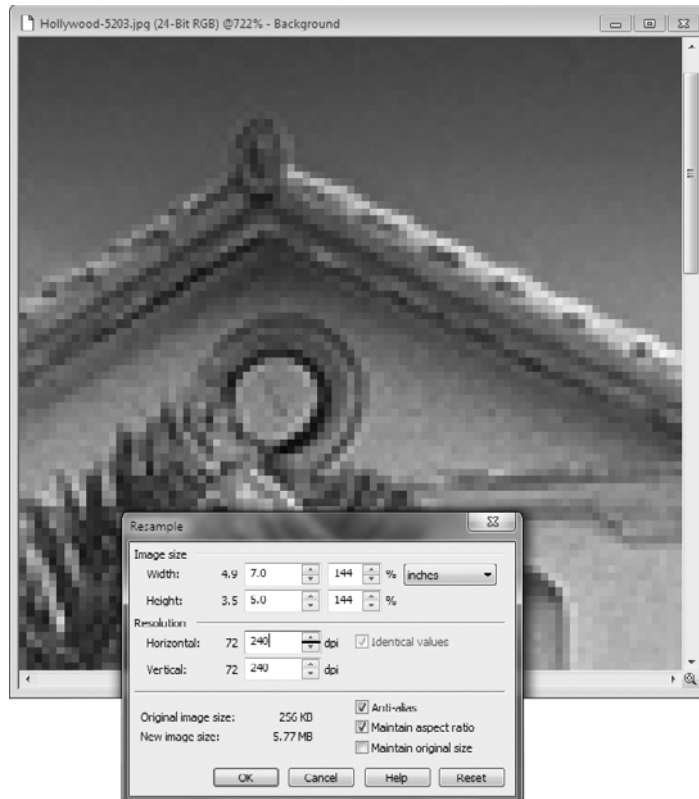 Hollywood-5203.jpg (24-Bit RGB) @722% - Background
Resample
Image size
Width: 4.9 7.0 144 % inches
Height: 3.5 5.0 144 %
Resolution
Horizontal: 72 240 dpi Identical values
Vertical: 72 240 dpi
Original image size: 256 KB Anti-alias
New image size: 5.77 MB Maintain aspect ratio
Maintain original size
OK Cancel Help Reset